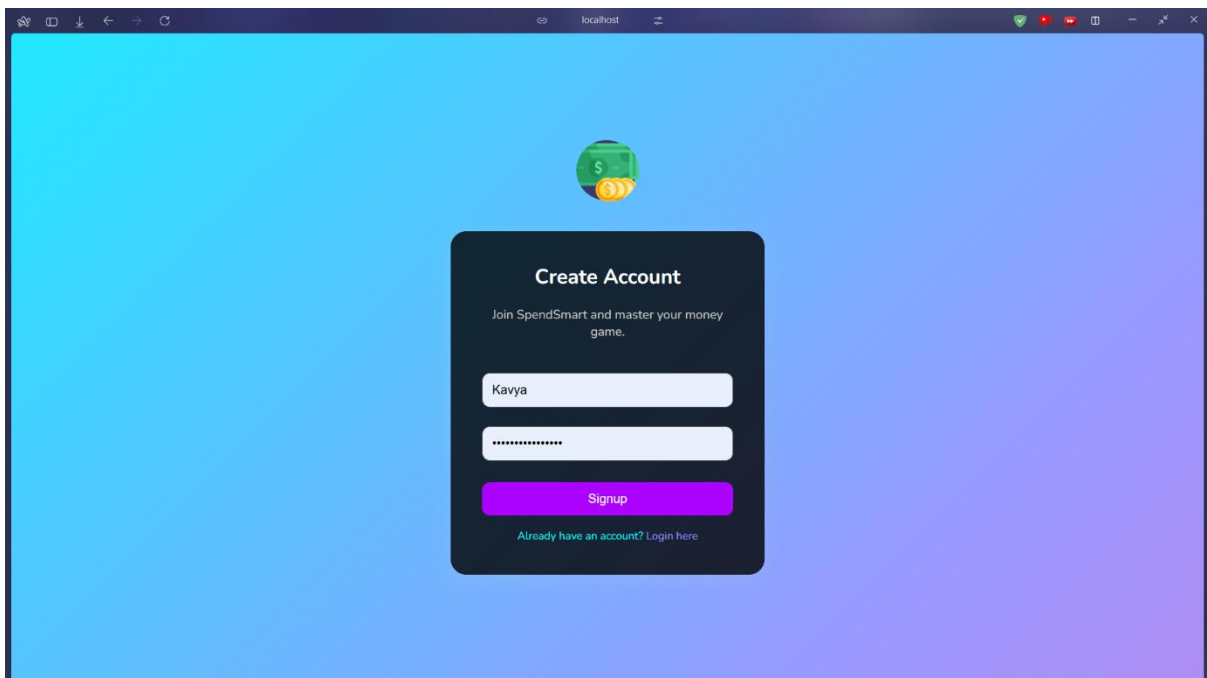 localhost
$
$
Create Account
Join SpendSmart and master your money
game.
Kavya
••••••••••••••••
Signup
Already have an account? Login here